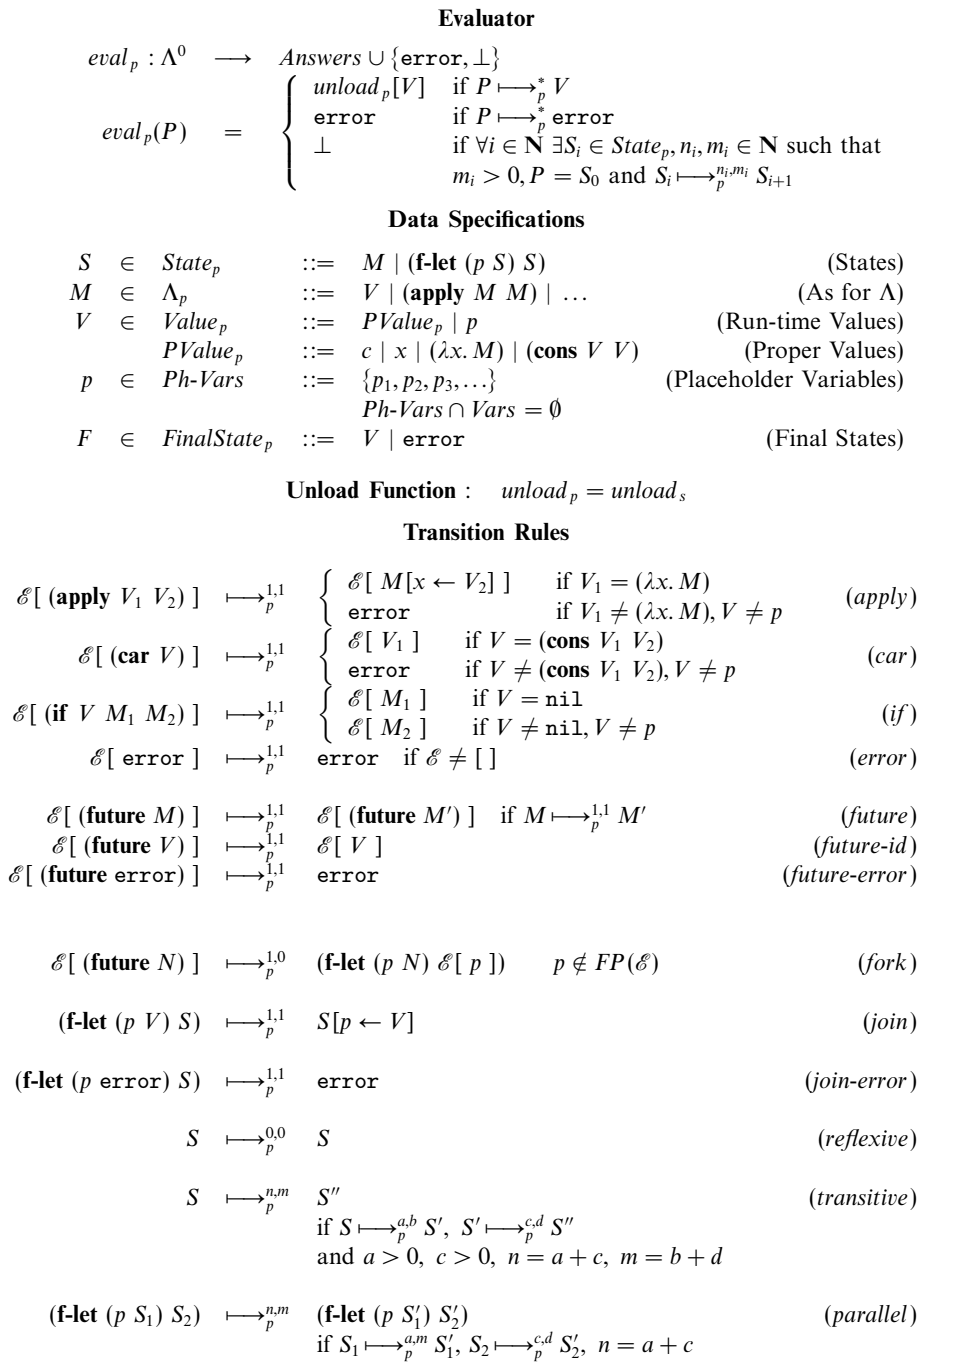 Evaluator
eval_p : Λ^0 ⟶ Answers ∪ {error, ⊥}
eval_p(P) = { unload_p[V] if P ⟼*_p V
error if P ⟼*_p error
⊥ if ∀i ∈ N ∃S_i ∈ State_p, n_i, m_i ∈ N such that
m_i > 0, P = S_0 and S_i ⟼_p^{n_i,m_i} S_{i+1}
Data Specifications
S ∈ State_p ::= M | (f-let (p S) S) (States)
M ∈ Λ_p ::= V | (apply M M) | … (As for Λ)
V ∈ Value_p ::= PValue_p | p (Run-time Values)
PValue_p ::= c | x | (λx. M) | (cons V V) (Proper Values)
p ∈ Ph-Vars ::= {p_1, p_2, p_3, …} (Placeholder Variables)
Ph-Vars ∩ Vars = ∅
F ∈ FinalState_p ::= V | error (Final States)
Unload Function : unload_p = unload_s
Transition Rules
ℰ[ (apply V_1 V_2) ] ⟼_p^{1,1} { ℰ[ M[x ← V_2] ] if V_1 = (λx. M)
error if V_1 ≠ (λx. M), V ≠ p (apply)
ℰ[ (car V) ] ⟼_p^{1,1} { ℰ[ V_1 ] if V = (cons V_1 V_2)
error if V ≠ (cons V_1 V_2), V ≠ p (car)
ℰ[ (if V M_1 M_2) ] ⟼_p^{1,1} { ℰ[ M_1 ] if V = nil
ℰ[ M_2 ] if V ≠ nil, V ≠ p (if)
ℰ[ error ] ⟼_p^{1,1} error if ℰ ≠ [ ] (error)
ℰ[ (future M) ] ⟼_p^{1,1} ℰ[ (future M′) ] if M ⟼_p^{1,1} M′ (future)
ℰ[ (future V) ] ⟼_p^{1,1} ℰ[ V ] (future-id)
ℰ[ (future error) ] ⟼_p^{1,1} error (future-error)
ℰ[ (future N) ] ⟼_p^{1,0} (f-let (p N) ℰ[ p ]) p ∉ FP(ℰ) (fork)
(f-let (p V) S) ⟼_p^{1,1} S[p ← V] (join)
(f-let (p error) S) ⟼_p^{1,1} error (join-error)
S ⟼_p^{0,0} S (reflexive)
S ⟼_p^{n,m} S″ (transitive)
if S ⟼_p^{a,b} S′, S′ ⟼_p^{c,d} S″
and a > 0, c > 0, n = a + c, m = b + d
(f-let (p S_1) S_2) ⟼_p^{n,m} (f-let (p S′_1) S′_2) (parallel)
if S_1 ⟼_p^{a,m} S′_1, S_2 ⟼_p^{c,d} S′_2, n = a + c